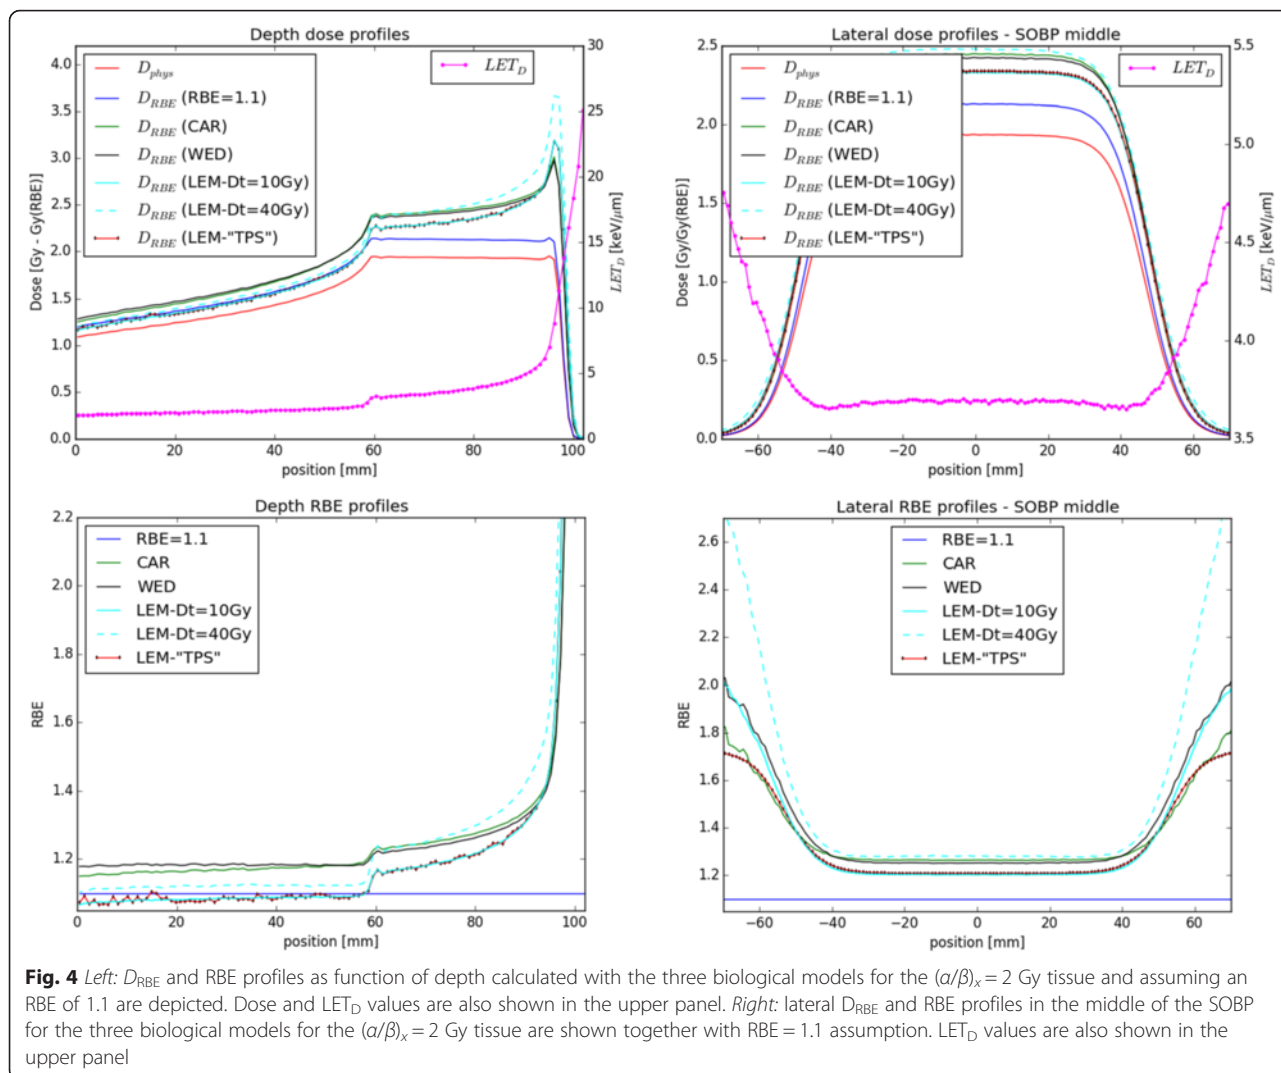 Depth dose profiles
Dose [Gy - Gy(RBE)]
4.0
3.5
3.0
2.5
2.0
1.5
1.0
0.5
0.0
D_phys
D_RBE (RBE=1.1)
D_RBE (CAR)
D_RBE (WED)
D_RBE (LEM-Dt=10Gy)
D_RBE (LEM-Dt=40Gy)
D_RBE (LEM-"TPS")
LET_D
30
25
20
15
10
5
0
LET_D [keV/μm]
0 20 40 60 80 100
position [mm]
Lateral dose profiles - SOBP middle
Dose [Gy/Gy(RBE)]
2.5
2.0
1.5
1.0
0.5
0.0
D_phys
D_RBE (RBE=1.1)
D_RBE (CAR)
D_RBE (WED)
D_RBE (LEM-Dt=10Gy)
D_RBE (LEM-Dt=40Gy)
D_RBE (LEM-"TPS")
LET_D
5.5
5.0
4.5
4.0
3.5
LET_D [keV/μm]
−60 −40 −20 0 20 40 60
position [mm]
Depth RBE profiles
RBE
2.2
2.0
1.8
1.6
1.4
1.2
RBE=1.1
CAR
WED
LEM-Dt=10Gy
LEM-Dt=40Gy
LEM-"TPS"
0 20 40 60 80 100
position [mm]
Lateral RBE profiles - SOBP middle
RBE
2.6
2.4
2.2
2.0
1.8
1.6
1.4
1.2
RBE=1.1
CAR
WED
LEM-Dt=10Gy
LEM-Dt=40Gy
LEM-"TPS"
−60 −40 −20 0 20 40 60
position [mm]
Fig. 4 Left: D_RBE and RBE profiles as function of depth calculated with the three biological models for the (α/β)x = 2 Gy tissue and assuming an
RBE of 1.1 are depicted. Dose and LET_D values are also shown in the upper panel. Right: lateral D_RBE and RBE profiles in the middle of the SOBP
for the three biological models for the (α/β)x = 2 Gy tissue are shown together with RBE = 1.1 assumption. LET_D values are also shown in the
upper panel